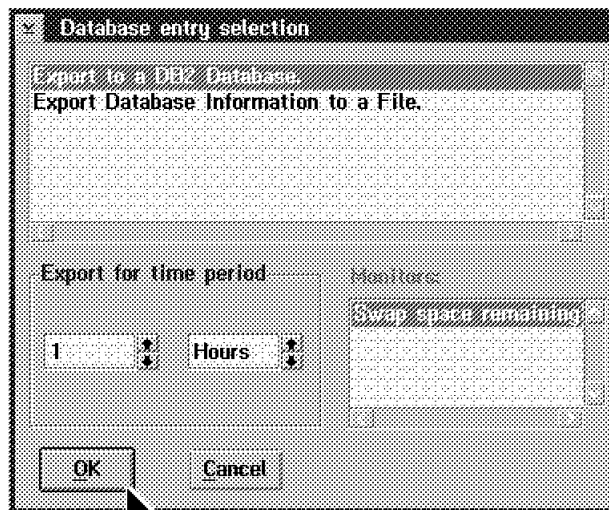 Database entry selection
Export to a DB2 Database.
Export Database Information to a File.
Export for time period
Monitors:
Swap space remaining
1 Hours
OK Cancel